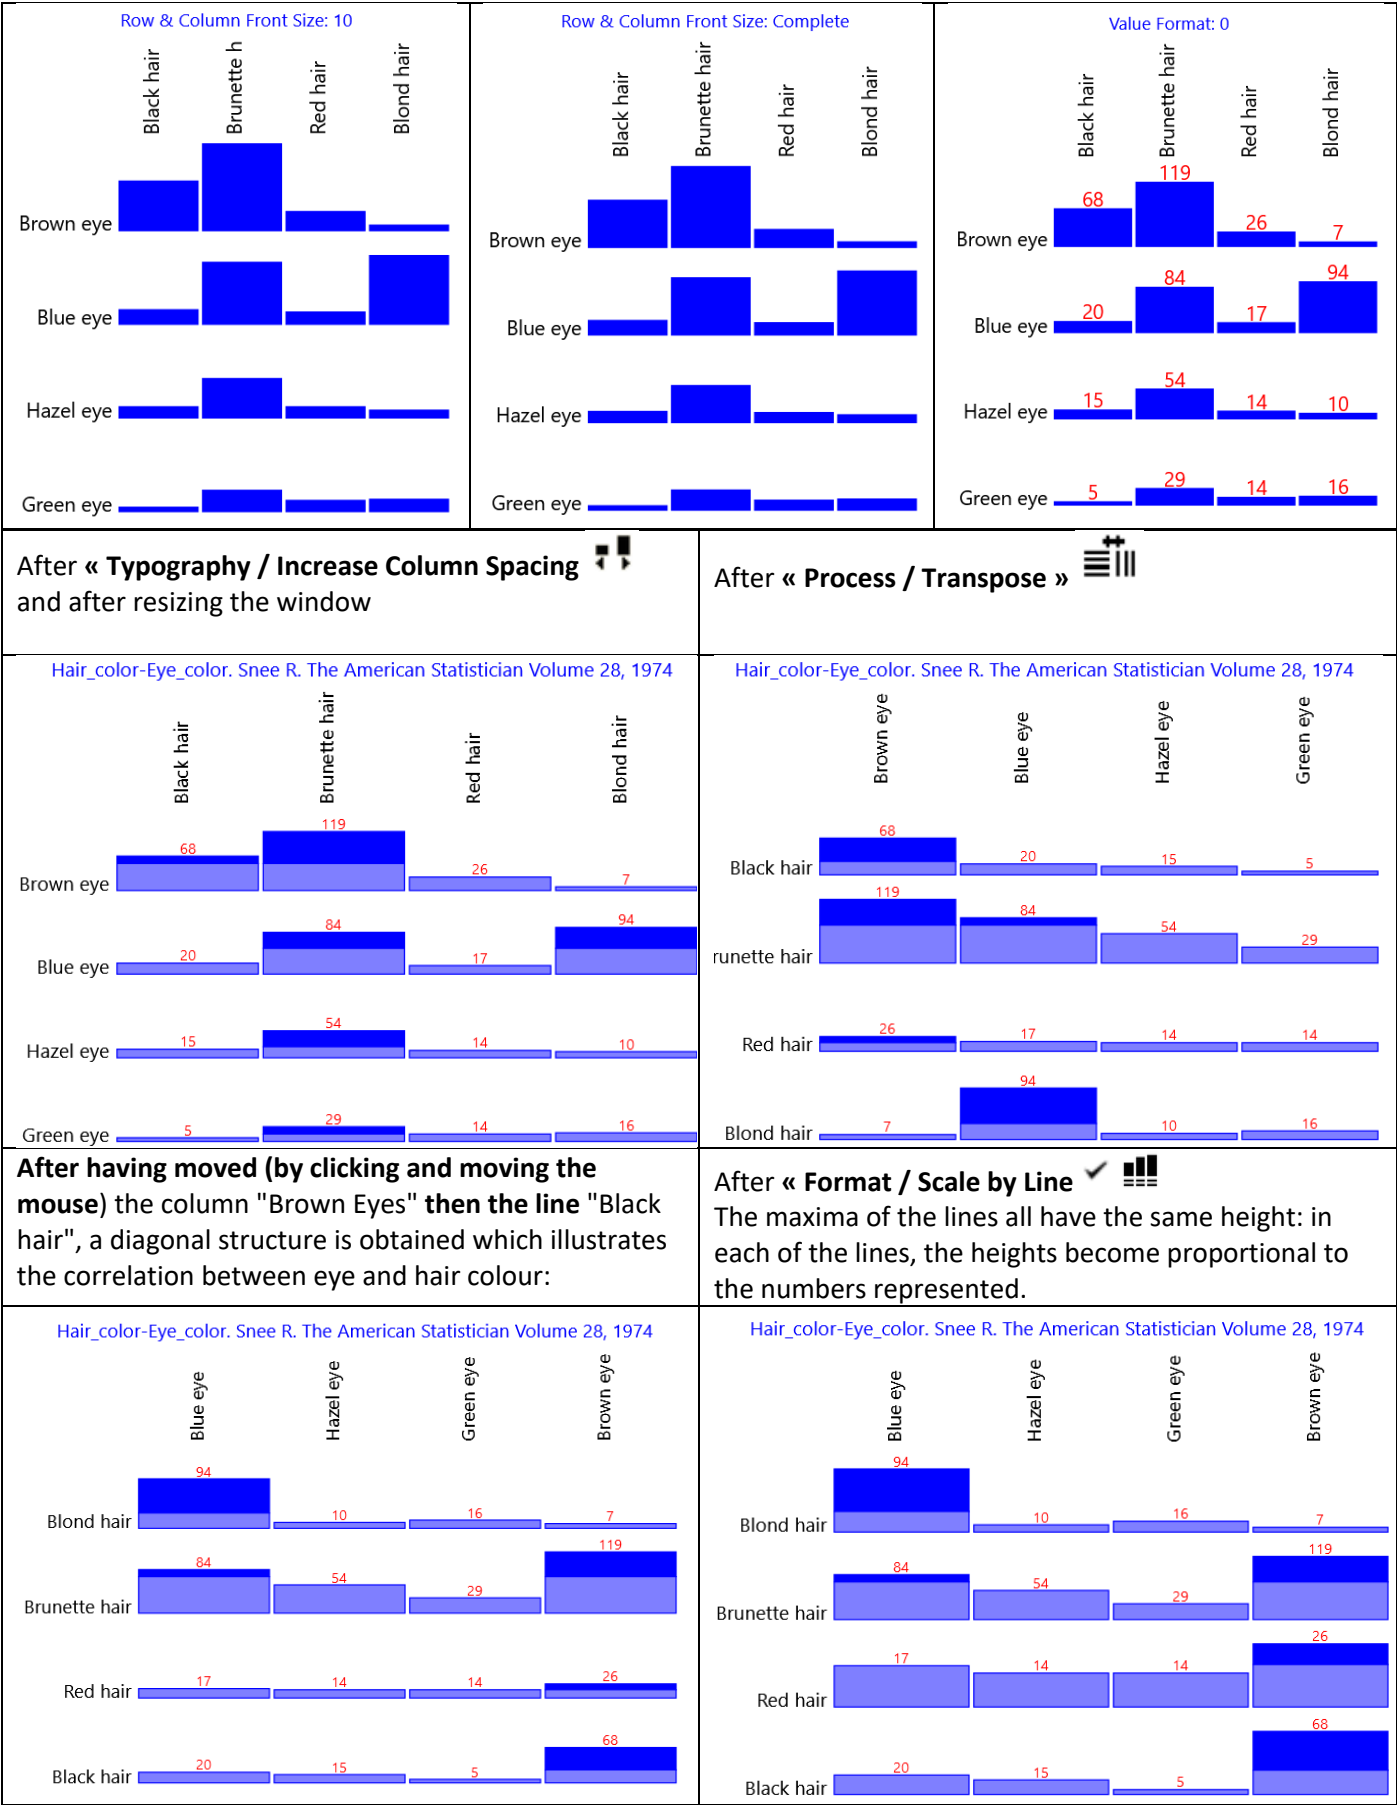 Row & Column Front Size: 10
Black hair
Brunette h
Red hair
Blond hair
Brown eye
Blue eye
Hazel eye
Green eye
Row & Column Front Size: Complete
Black hair
Brunette hair
Red hair
Blond hair
Brown eye
Blue eye
Hazel eye
Green eye
Value Format: 0
Black hair
Brunette hair
Red hair
Blond hair
Brown eye 68 119 26 7
Blue eye 20 84 17 94
Hazel eye 15 54 14 10
Green eye 5 29 14 16
After « Typography / Increase Column Spacing
and after resizing the window
After « Process / Transpose »
Hair_color-Eye_color. Snee R. The American Statistician Volume 28, 1974
Black hair
Brunette hair
Red hair
Blond hair
Brown eye 68 119 26 7
Blue eye 20 84 17 94
Hazel eye 15 54 14 10
Green eye 5 29 14 16
Hair_color-Eye_color. Snee R. The American Statistician Volume 28, 1974
Brown eye
Blue eye
Hazel eye
Green eye
Black hair 68 20 15 5
runette hair 119 84 54 29
Red hair 26 17 14 14
Blond hair 7 94 10 16
After having moved (by clicking and moving the
mouse) the column "Brown Eyes" then the line "Black
hair", a diagonal structure is obtained which illustrates
the correlation between eye and hair colour:
After « Format / Scale by Line
The maxima of the lines all have the same height: in
each of the lines, the heights become proportional to
the numbers represented.
Hair_color-Eye_color. Snee R. The American Statistician Volume 28, 1974
Blue eye
Hazel eye
Green eye
Brown eye
Blond hair 94 10 16 7
Brunette hair 84 54 29 119
Red hair 17 14 14 26
Black hair 20 15 5 68
Hair_color-Eye_color. Snee R. The American Statistician Volume 28, 1974
Blue eye
Hazel eye
Green eye
Brown eye
Blond hair 94 10 16 7
Brunette hair 84 54 29 119
Red hair 17 14 14 26
Black hair 20 15 5 68